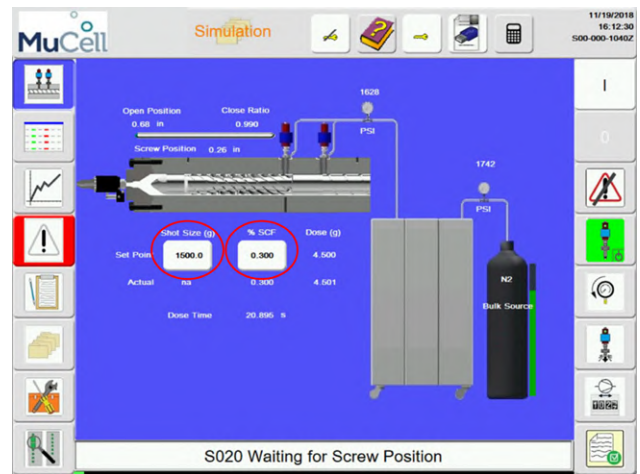 MuCell
Simulation
11/19/2018
16:12:30
S00-000-1040Z
I
0
1628
PSI
Open Position
Close Ratio
0.68 in
0.990
Screw Position 0.26 in
1742
PSI
Shot Size (g)
% SCF
Dose (g)
Set Point
1500.0
0.300
4.500
Actual
na
0.300
4.501
Dose Time
20.895 s
N2
Bulk Source
S020 Waiting for Screw Position